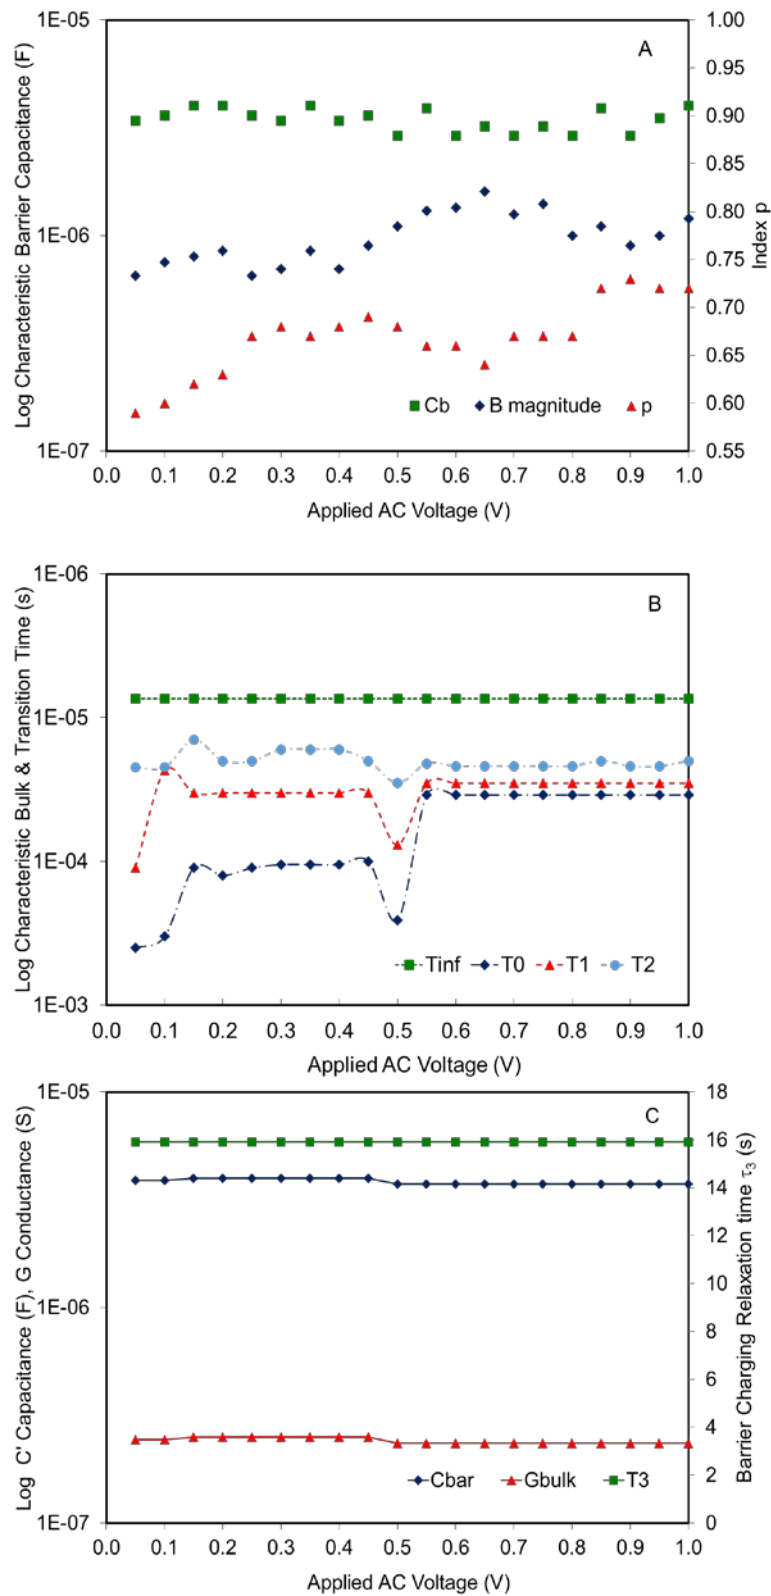 A
Log Characteristic Barrier Capacitance (F)
1E-05
1E-06
1E-07
1.00
0.95
0.90
0.85
0.80
0.75
0.70
0.65
0.60
0.55
Index p
Cb B magnitude p
0.0 0.1 0.2 0.3 0.4 0.5 0.6 0.7 0.8 0.9 1.0
Applied AC Voltage (V)
B
Log Characteristic Bulk & Transition Time (s)
1E-06
1E-05
1E-04
1E-03
Tinf T0 T1 T2
0.0 0.1 0.2 0.3 0.4 0.5 0.6 0.7 0.8 0.9 1.0
Applied AC Voltage (V)
C
Log C' Capacitance (F), G Conductance (S)
1E-05
1E-06
1E-07
18
16
14
12
10
8
6
4
2
0
Barrier Charging Relaxation time τ₃ (s)
Cbar Gbulk T3
0.0 0.1 0.2 0.3 0.4 0.5 0.6 0.7 0.8 0.9 1.0
Applied AC Voltage (V)